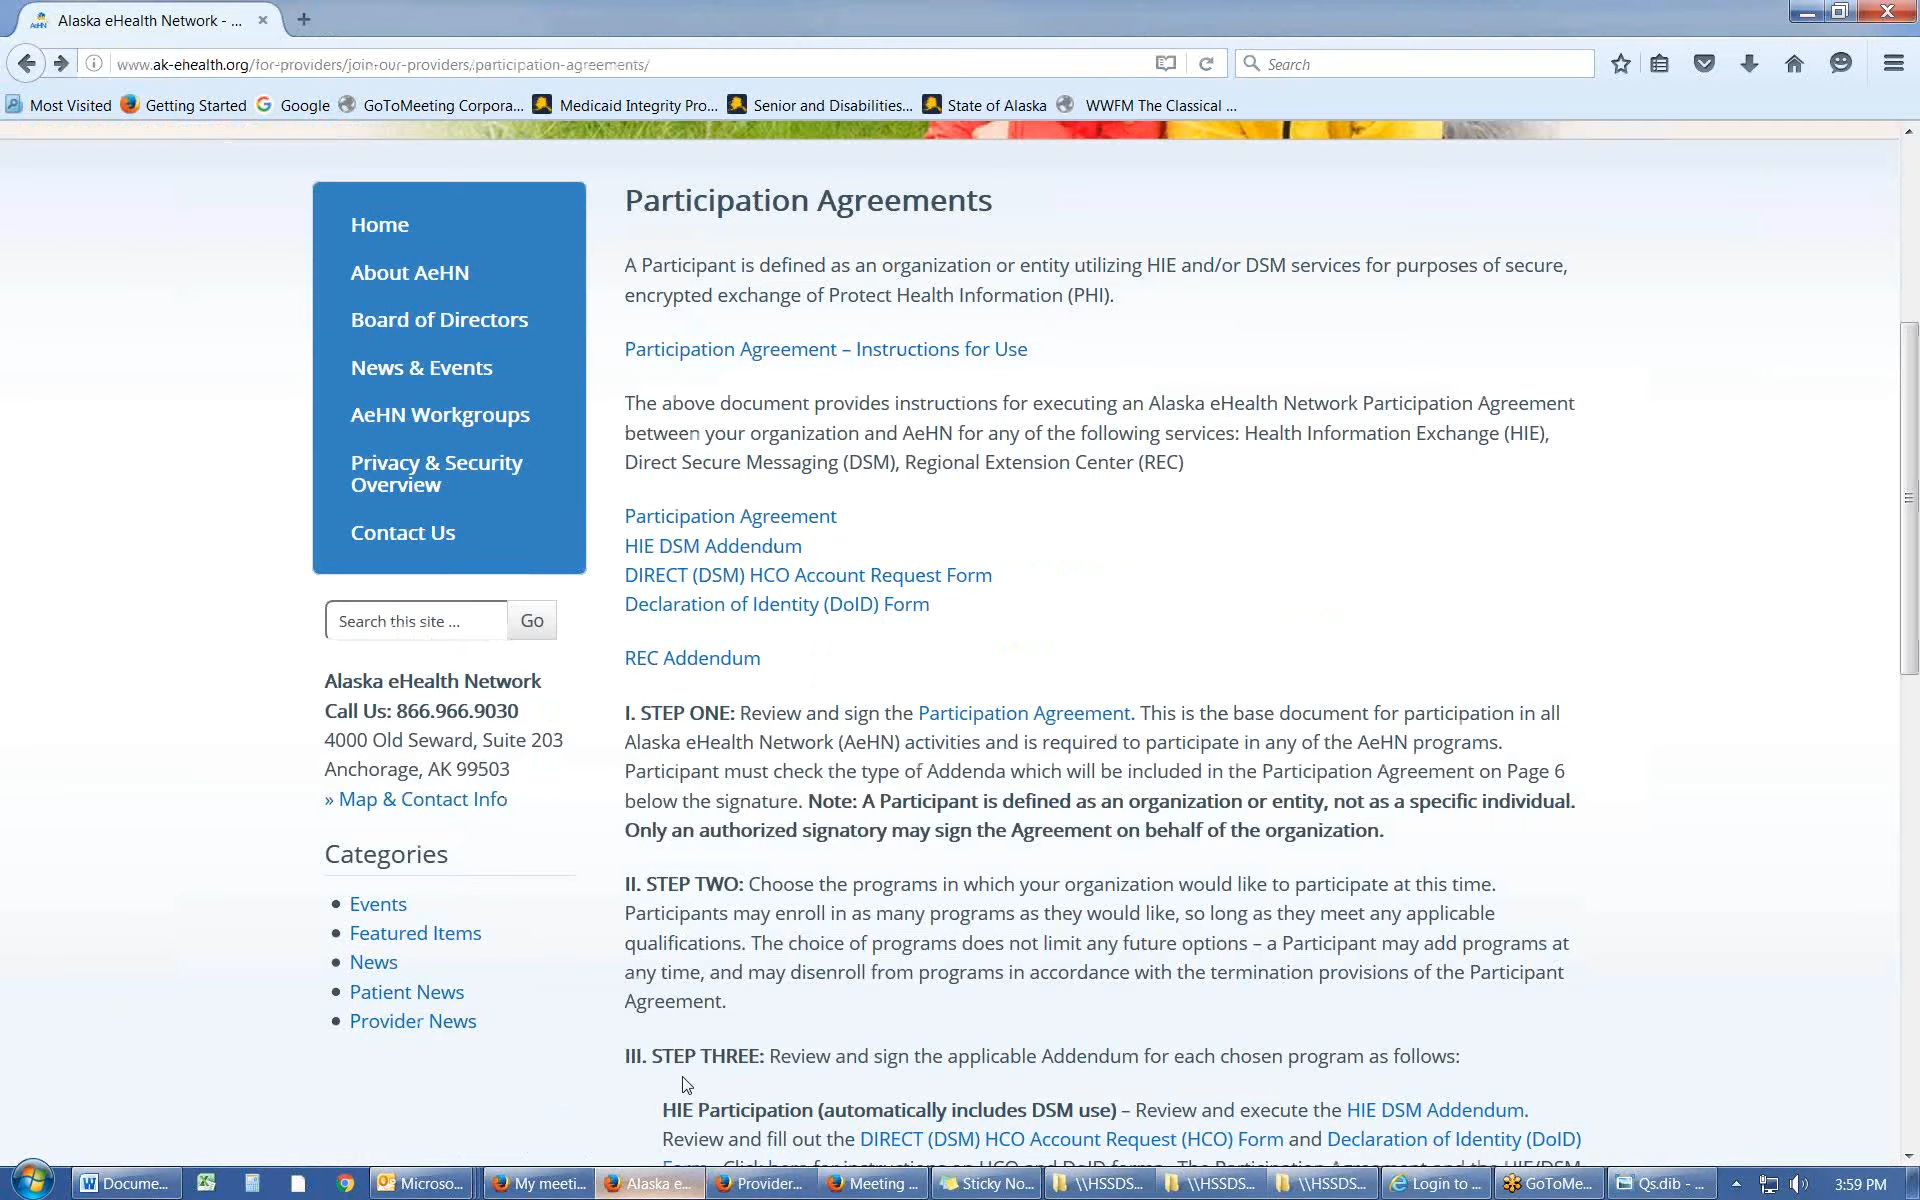 Alaska eHealth Network - ...
www.ak-ehealth.org/for-providers/join-our-providers/participation-agreements/
Search
Most Visited Getting Started Google GoToMeeting Corpora... Medicaid Integrity Pro... Senior and Disabilities... State of Alaska WWFM The Classical ...
Home
About AeHN
Board of Directors
News & Events
AeHN Workgroups
Privacy & Security
Overview
Contact Us
Search this site ... Go
Alaska eHealth Network
Call Us: 866.966.9030
4000 Old Seward, Suite 203
Anchorage, AK 99503
» Map & Contact Info
Categories
Events
Featured Items
News
Patient News
Provider News
Participation Agreements
A Participant is defined as an organization or entity utilizing HIE and/or DSM services for purposes of secure,
encrypted exchange of Protect Health Information (PHI).
Participation Agreement – Instructions for Use
The above document provides instructions for executing an Alaska eHealth Network Participation Agreement
between your organization and AeHN for any of the following services: Health Information Exchange (HIE),
Direct Secure Messaging (DSM), Regional Extension Center (REC)
Participation Agreement
HIE DSM Addendum
DIRECT (DSM) HCO Account Request Form
Declaration of Identity (DoID) Form
REC Addendum
I. STEP ONE: Review and sign the Participation Agreement. This is the base document for participation in all
Alaska eHealth Network (AeHN) activities and is required to participate in any of the AeHN programs.
Participant must check the type of Addenda which will be included in the Participation Agreement on Page 6
below the signature. Note: A Participant is defined as an organization or entity, not as a specific individual.
Only an authorized signatory may sign the Agreement on behalf of the organization.
II. STEP TWO: Choose the programs in which your organization would like to participate at this time.
Participants may enroll in as many programs as they would like, so long as they meet any applicable
qualifications. The choice of programs does not limit any future options – a Participant may add programs at
any time, and may disenroll from programs in accordance with the termination provisions of the Participant
Agreement.
III. STEP THREE: Review and sign the applicable Addendum for each chosen program as follows:
HIE Participation (automatically includes DSM use) – Review and execute the HIE DSM Addendum.
Review and fill out the DIRECT (DSM) HCO Account Request (HCO) Form and Declaration of Identity (DoID)
Docume... Microso... My meeti... Alaska e... Provider... Meeting ... Sticky No... \\HSSDS... \\HSSDS... \\HSSDS... Login to ... GoToMe... Qs.dib - ... 3:59 PM